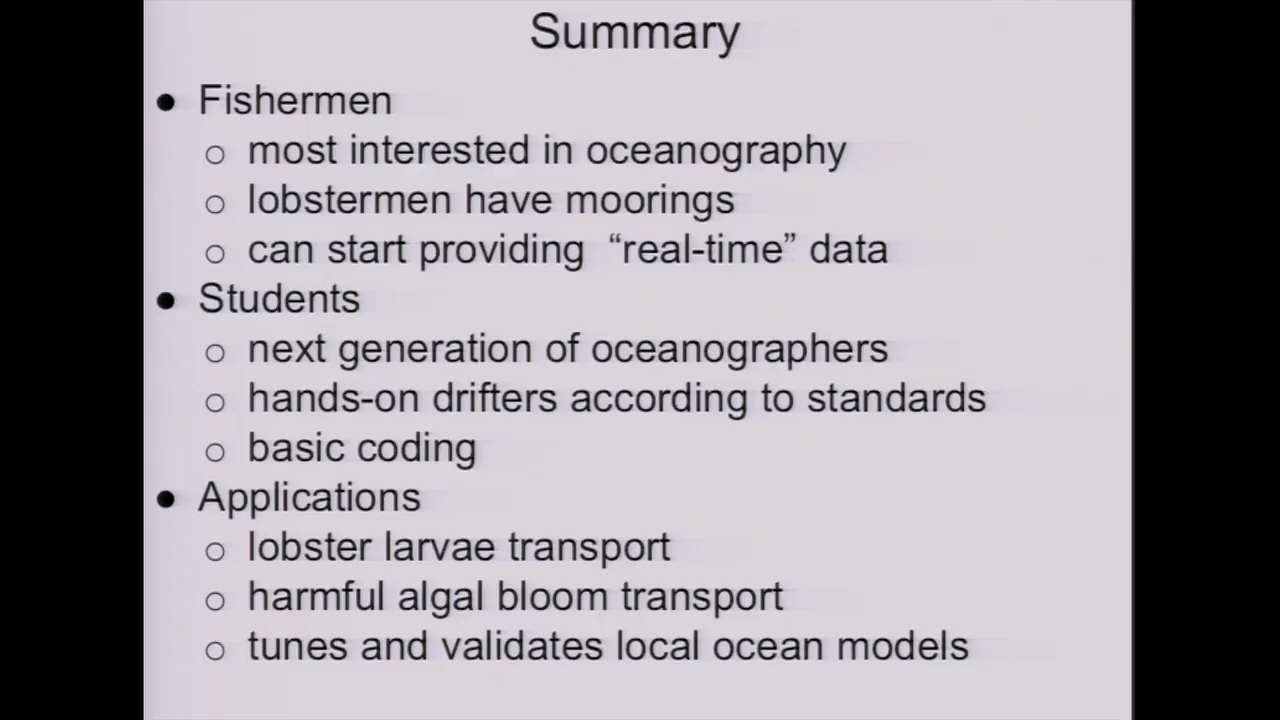 Summary
● Fishermen
○ most interested in oceanography
○ lobstermen have moorings
○ can start providing “real-time” data
● Students
○ next generation of oceanographers
○ hands-on drifters according to standards
○ basic coding
● Applications
○ lobster larvae transport
○ harmful algal bloom transport
○ tunes and validates local ocean models